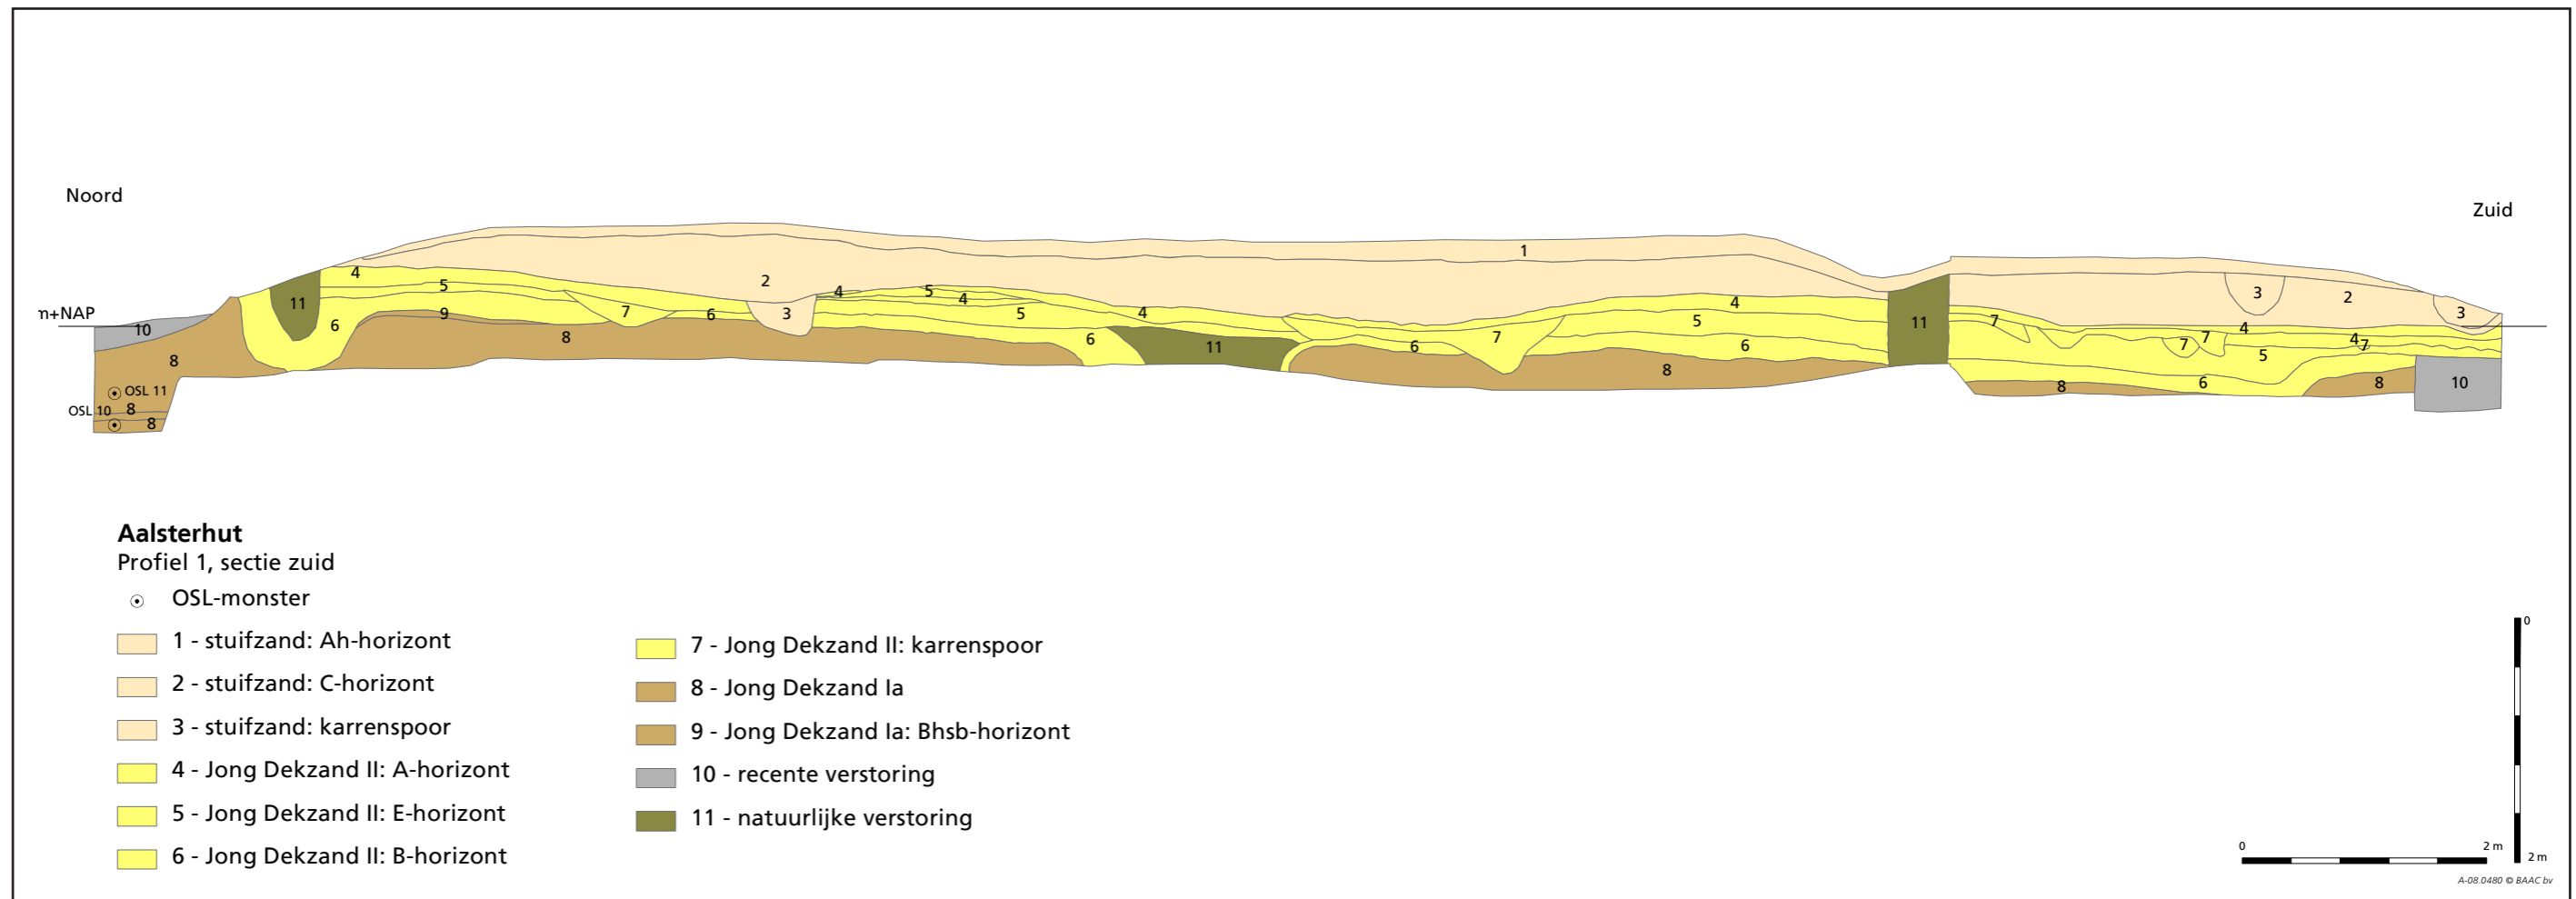 Noord
Zuid
1
4
2
3
5
4
5
4
11
2
3
7
9
6
3
5
4
4
5
11
7
3
m+NAP
10
6
8
8
6
11
6
7
6
7
7
4
7
4
7
5
8
OSL 11
OSL 10
8
8
8
6
8
10
Aalsterhut
Profiel 1, sectie zuid
OSL-monster
1 - stuifzand: Ah-horizont
2 - stuifzand: C-horizont
3 - stuifzand: karrenspoor
4 - Jong Dekzand II: A-horizont
5 - Jong Dekzand II: E-horizont
6 - Jong Dekzand II: B-horizont
7 - Jong Dekzand II: karrenspoor
8 - Jong Dekzand Ia
9 - Jong Dekzand Ia: Bhsb-horizont
10 - recente verstoring
11 - natuurlijke verstoring
0
0 2 m
2 m
A-08.0480 © BAAC bv